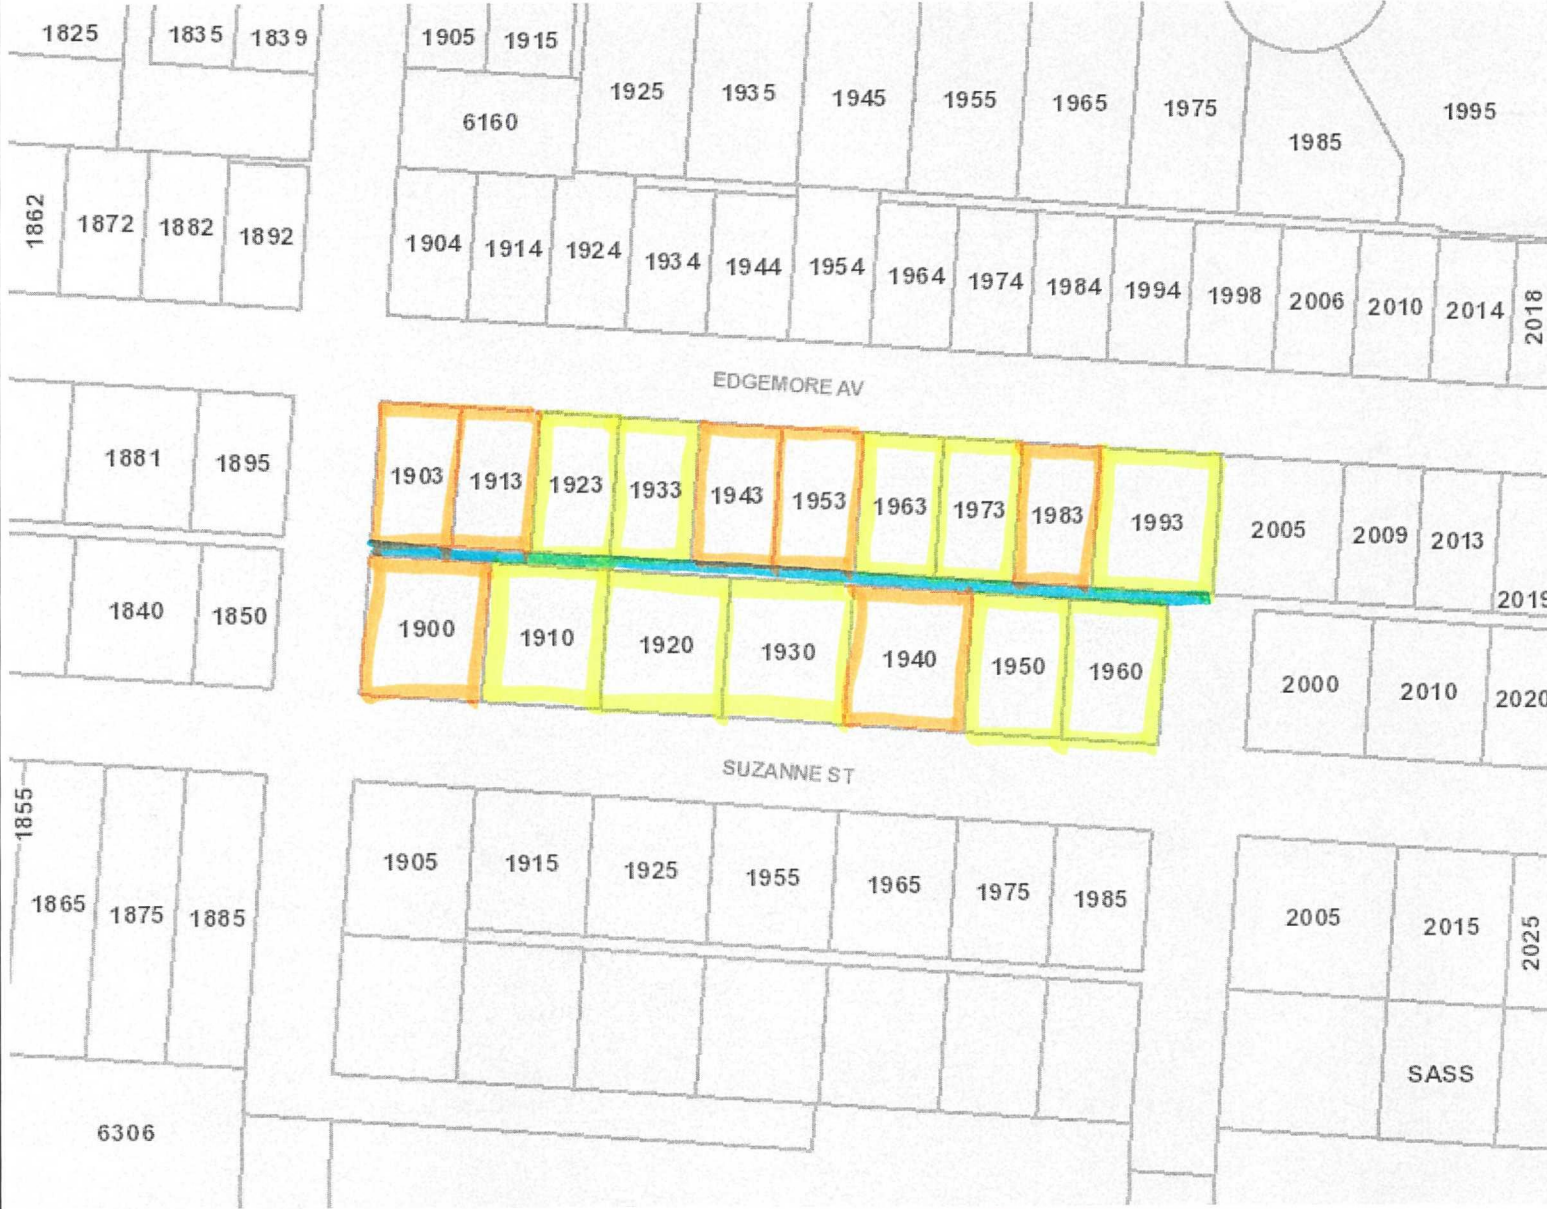 1825 1835 1839 1905 1915
1925 1935 1945 1955 1965 1975 1985 1995
6160
1862 1872 1882 1892 1904 1914 1924 1934 1944 1954 1964 1974 1984 1994 1998 2006 2010 2014 2018
EDGEMORE AV
1881 1895 1903 1913 1923 1933 1943 1953 1963 1973 1983 1993 2005 2009 2013 2019
1840 1850 1900 1910 1920 1930 1940 1950 1960 2000 2010 2020
SUZANNE ST
1855 1865 1875 1885 1905 1915 1925 1955 1965 1975 1985 2005 2015 2025
SASS
6306